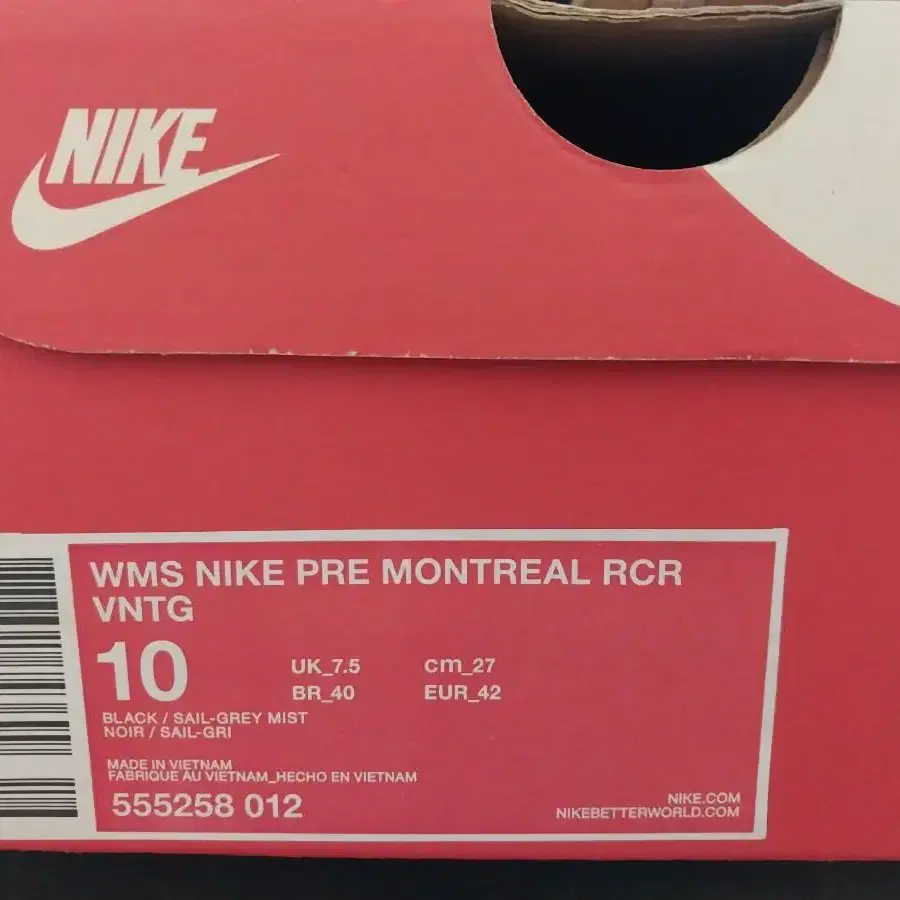 NIKE
WMS NIKE PRE MONTREAL RCR
VNTG
10
UK_7.5 cm_27
BR_40 EUR_42
BLACK / SAIL-GREY MIST
NOIR / SAIL-GRI
MADE IN VIETNAM
FABRIQUE AU VIETNAM_HECHO EN VIETNAM
555258 012
NIKE.COM
NIKEBETTERWORLD.COM